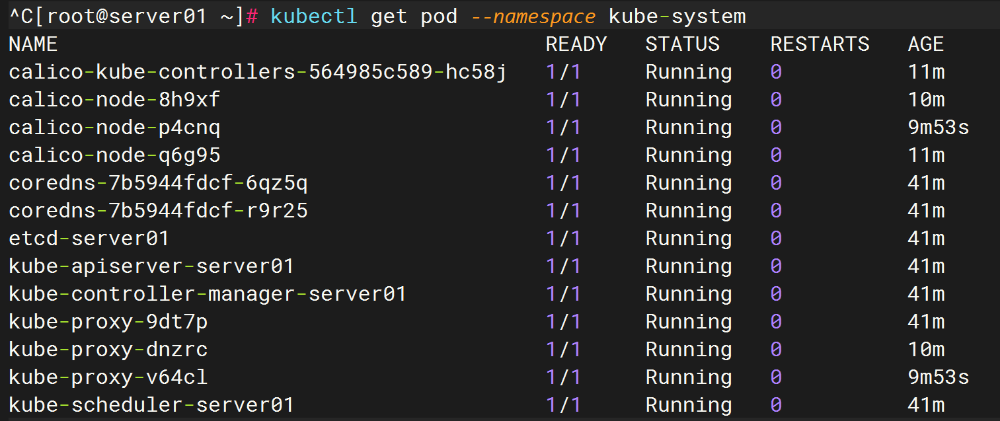 ^C[root@server01 ~]# kubectl get pod --namespace kube-system
NAME READY STATUS RESTARTS AGE
calico-kube-controllers-564985c589-hc58j 1/1 Running 0 11m
calico-node-8h9xf 1/1 Running 0 10m
calico-node-p4cnq 1/1 Running 0 9m53s
calico-node-q6g95 1/1 Running 0 11m
coredns-7b5944fdcf-6qz5q 1/1 Running 0 41m
coredns-7b5944fdcf-r9r25 1/1 Running 0 41m
etcd-server01 1/1 Running 0 41m
kube-apiserver-server01 1/1 Running 0 41m
kube-controller-manager-server01 1/1 Running 0 41m
kube-proxy-9dt7p 1/1 Running 0 41m
kube-proxy-dnzrc 1/1 Running 0 10m
kube-proxy-v64cl 1/1 Running 0 9m53s
kube-scheduler-server01 1/1 Running 0 41m